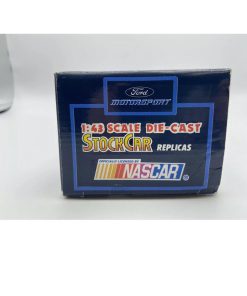 Ford
MOTORSPORT
1:43 SCALE DIE-CAST
STOCKCAR REPLICAS
OFFICIALLY LICENSED BY
NASCAR®